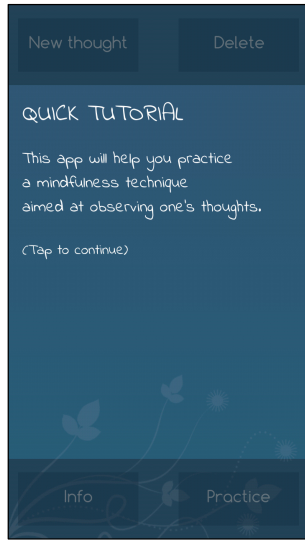 New thought Delete
QUICK TUTORIAL
This app will help you practice
a mindfulness technique
aimed at observing one's thoughts.
(Tap to continue)
Info Practice